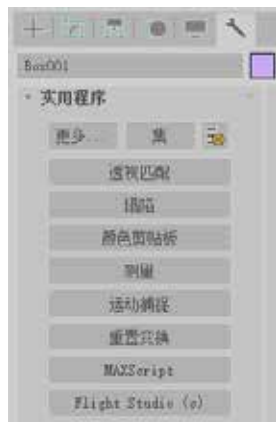 Box001
实用程序
更多...
集
透视匹配
塌陷
颜色剪贴板
测量
运动捕捉
重置变换
MAXScript
Flight Studio (c)